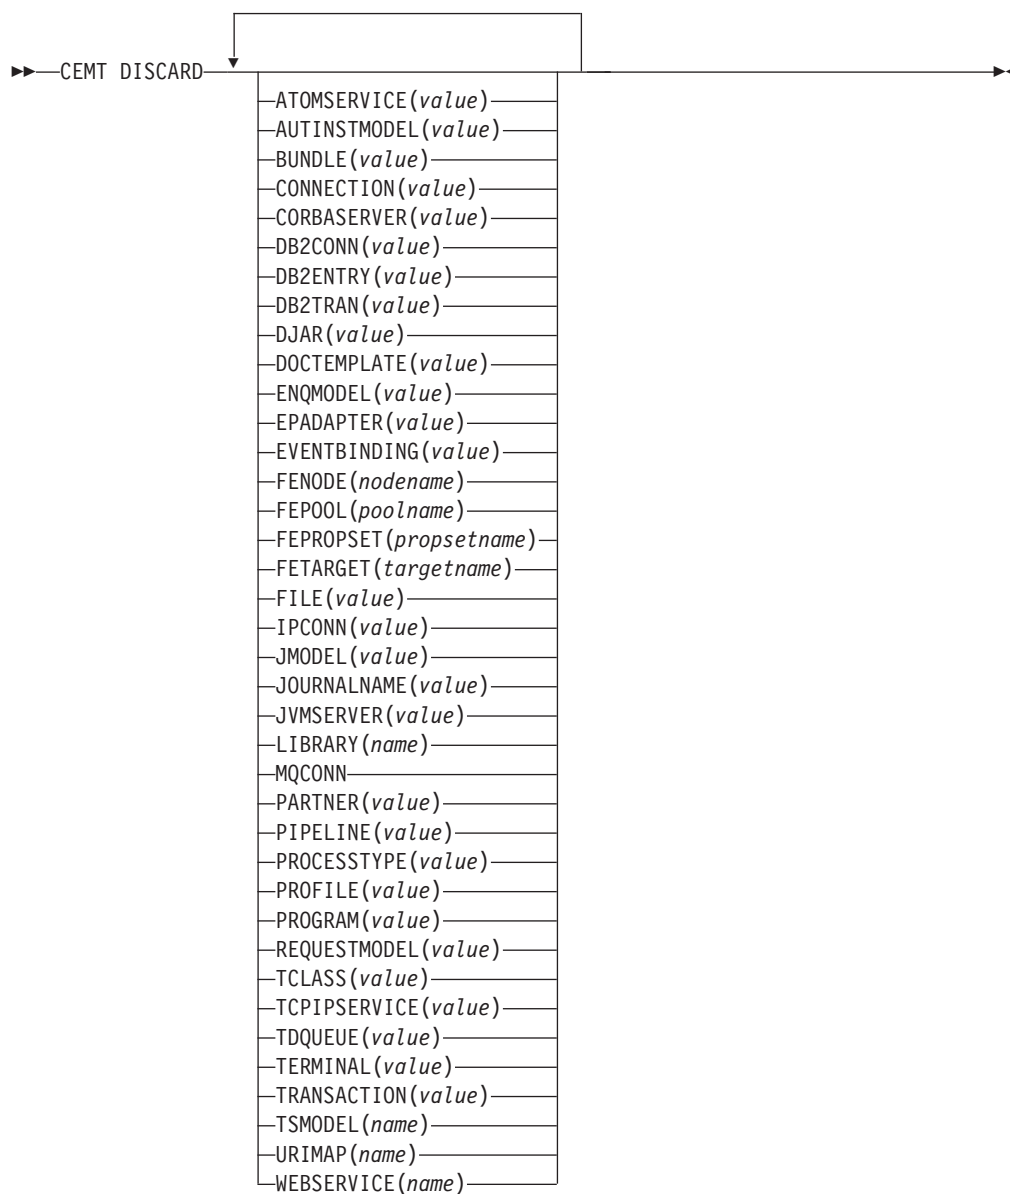 CEMT DISCARD
ATOMSERVICE(value)
AUTINSTMODEL(value)
BUNDLE(value)
CONNECTION(value)
CORBASERVER(value)
DB2CONN(value)
DB2ENTRY(value)
DB2TRAN(value)
DJAR(value)
DOCTEMPLATE(value)
ENQMODEL(value)
EPADAPTER(value)
EVENTBINDING(value)
FENODE(nodename)
FEPOOL(poolname)
FEPROPSET(propsetname)
FETARGET(targetname)
FILE(value)
IPCONN(value)
JMODEL(value)
JOURNALNAME(value)
JVMSERVER(value)
LIBRARY(name)
MQCONN
PARTNER(value)
PIPELINE(value)
PROCESSTYPE(value)
PROFILE(value)
PROGRAM(value)
REQUESTMODEL(value)
TCLASS(value)
TCPIPSERVICE(value)
TDQUEUE(value)
TERMINAL(value)
TRANSACTION(value)
TSMODEL(name)
URIMAP(name)
WEBSERVICE(name)